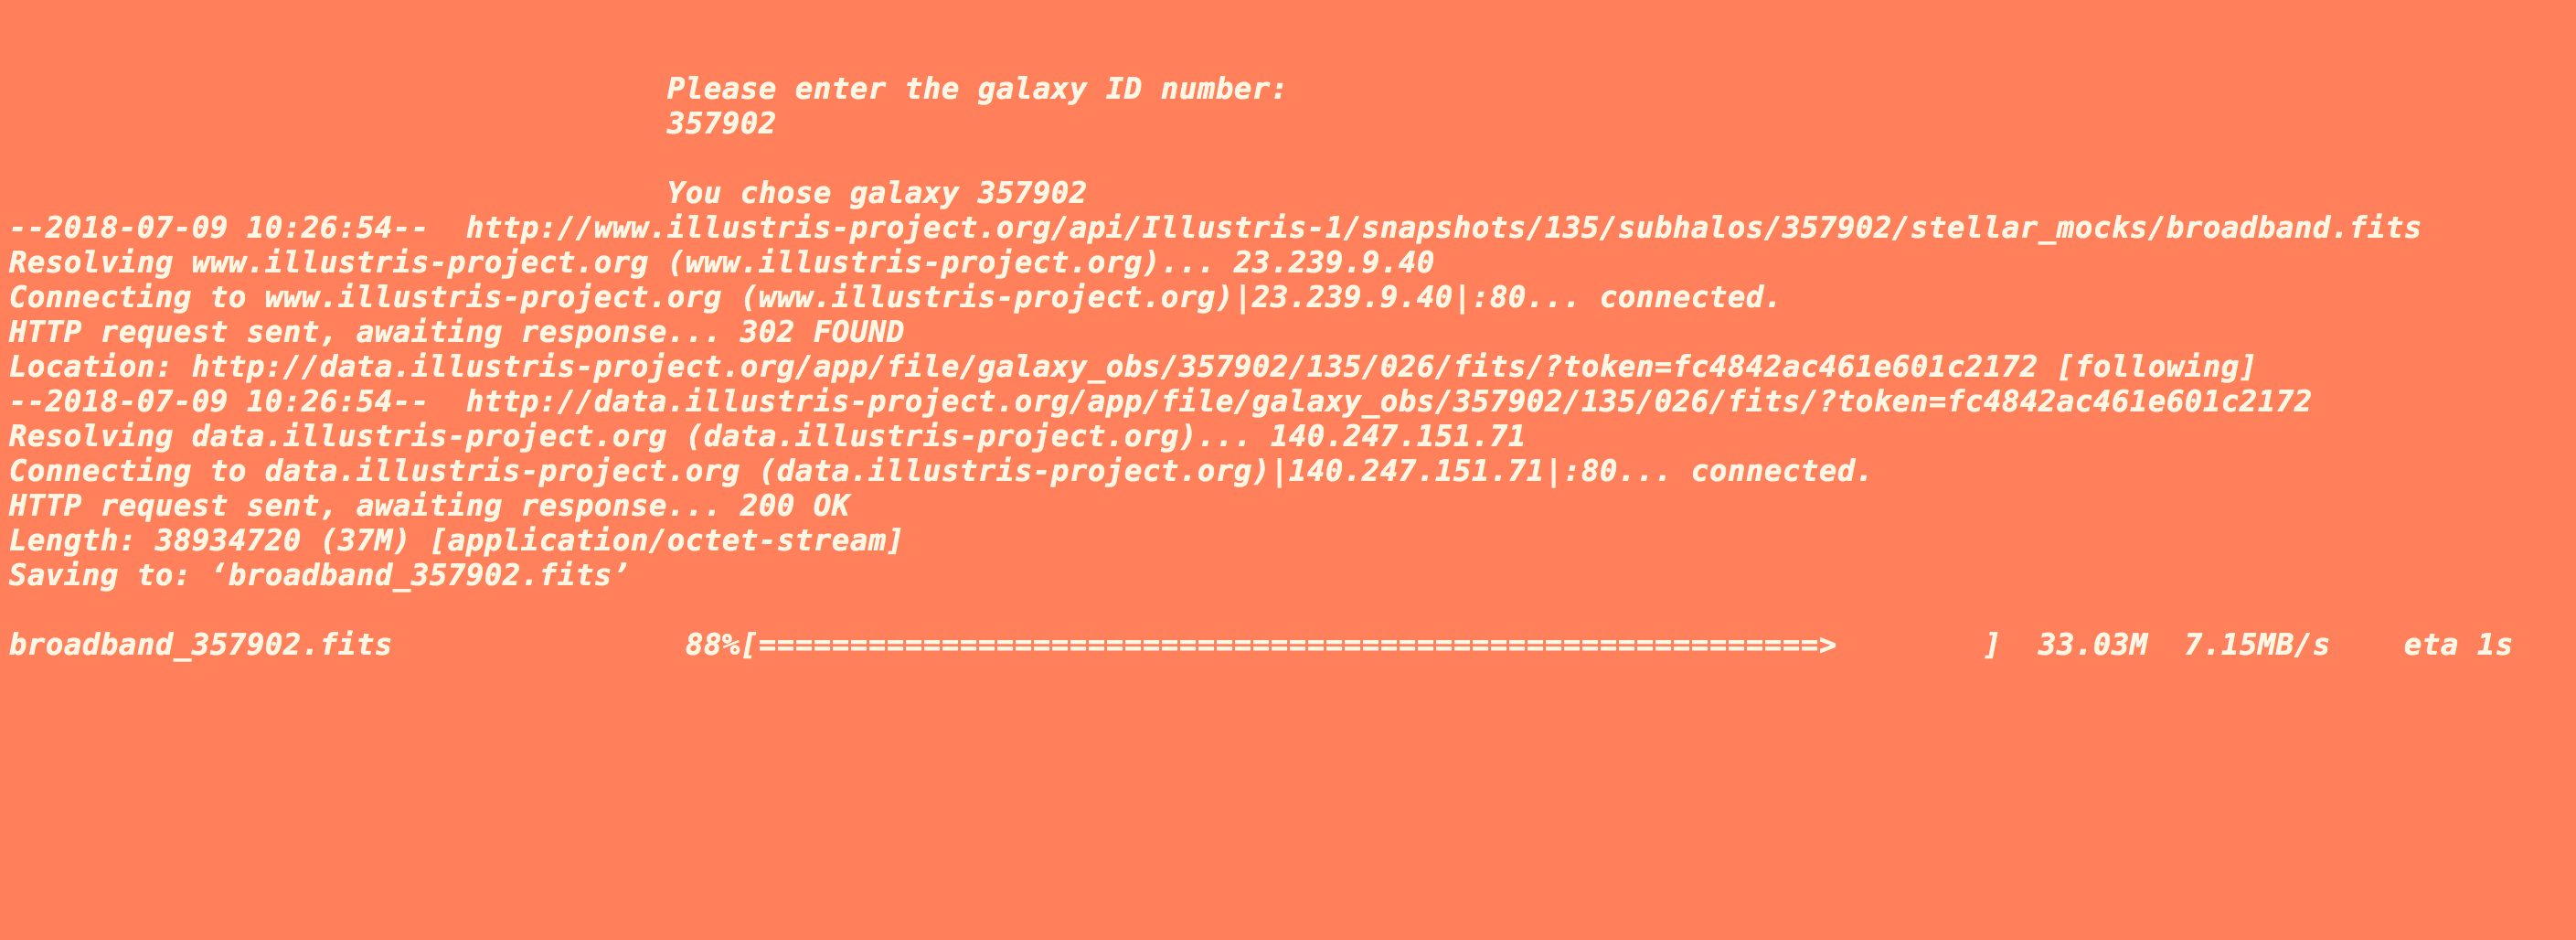 Please enter the galaxy ID number:
357902
You chose galaxy 357902
--2018-07-09 10:26:54--  http://www.illustris-project.org/api/Illustris-1/snapshots/135/subhalos/357902/stellar_mocks/broadband.fits
Resolving www.illustris-project.org (www.illustris-project.org)... 23.239.9.40
Connecting to www.illustris-project.org (www.illustris-project.org)|23.239.9.40|:80... connected.
HTTP request sent, awaiting response... 302 FOUND
Location: http://data.illustris-project.org/app/file/galaxy_obs/357902/135/026/fits/?token=fc4842ac461e601c2172 [following]
--2018-07-09 10:26:54--  http://data.illustris-project.org/app/file/galaxy_obs/357902/135/026/fits/?token=fc4842ac461e601c2172
Resolving data.illustris-project.org (data.illustris-project.org)... 140.247.151.71
Connecting to data.illustris-project.org (data.illustris-project.org)|140.247.151.71|:80... connected.
HTTP request sent, awaiting response... 200 OK
Length: 38934720 (37M) [application/octet-stream]
Saving to: ‘broadband_357902.fits’
broadband_357902.fits                88%[==========================================================>        ]  33.03M  7.15MB/s    eta 1s